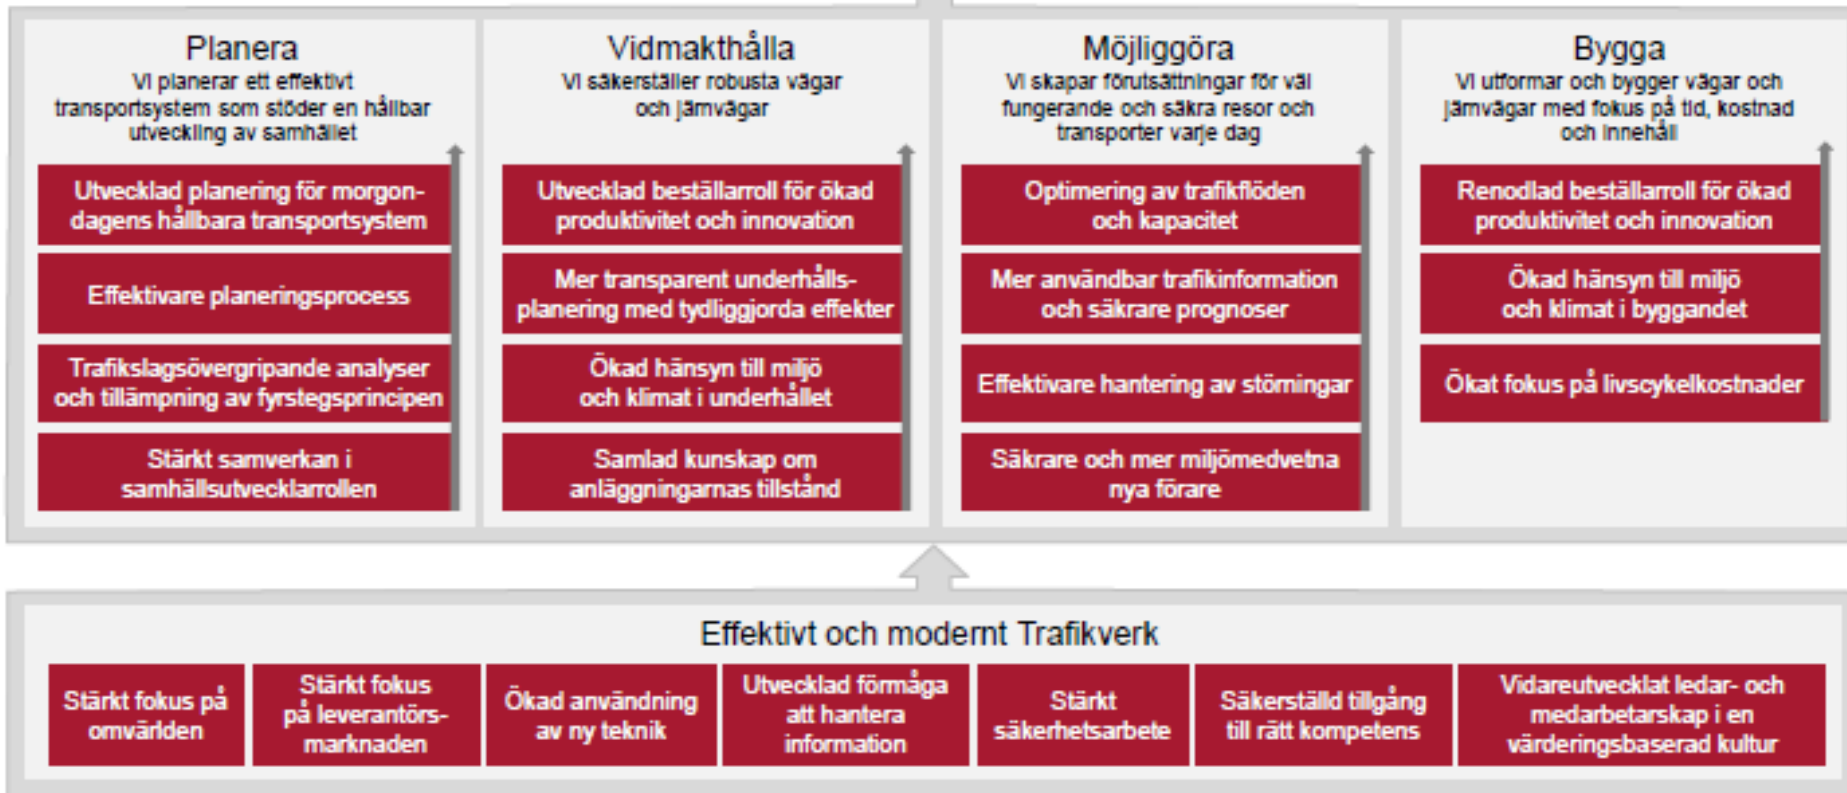 Planera
Vi planerar ett effektivt
transportsystem som stöder en hållbar
utveckling av samhället
Utvecklad planering för morgon-
dagens hållbara transportsystem
Effektivare planeringsprocess
Trafikslagsövergripande analyser
och tillämpning av fyrstegsprincipen
Stärkt samverkan i
samhällsutvecklarrollen
Vidmakthålla
Vi säkerställer robusta vägar
och järnvägar
Utvecklad beställarroll för ökad
produktivitet och innovation
Mer transparent underhålls-
planering med tydliggjorda effekter
Ökad hänsyn till miljö
och klimat i underhållet
Samlad kunskap om
anläggningarnas tillstånd
Möjliggöra
Vi skapar förutsättningar för väl
fungerande och säkra resor och
transporter varje dag
Optimering av trafikflöden
och kapacitet
Mer användbar trafikinformation
och säkrare prognoser
Effektivare hantering av störningar
Säkrare och mer miljömedvetna
nya förare
Bygga
Vi utformar och bygger vägar och
järnvägar med fokus på tid, kostnad
och innehåll
Renodlad beställarroll för ökad
produktivitet och innovation
Ökad hänsyn till miljö
och klimat i byggandet
Ökat fokus på livscykelkostnader
Effektivt och modernt Trafikverk
Stärkt fokus på
omvärlden
Stärkt fokus
på leverantörs-
marknaden
Ökad användning
av ny teknik
Utvecklad förmåga
att hantera
information
Stärkt
säkerhetsarbete
Säkerställd tillgång
till rätt kompetens
Vidareutvecklat ledar- och
medarbetarskap i en
värderingsbaserad kultur